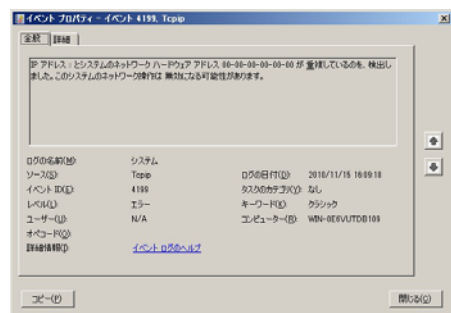 イベント プロパティ - イベント 4199, Tcpip
全般 詳細
IP アドレス :: とシステムのネットワーク ハードウェア アドレス 00-00-00-00-00-00 が 重複しているのを、検出し
ました。このシステムのネットワーク操作は 無効になる可能性があります。
ログの名前(M): システム
ソース(S): Tcpip ログの日付(D): 2018/11/15 16:09:18
イベント ID(E): 4199 タスクのカテゴリ(Y): なし
レベル(L): エラー キーワード(K): クラシック
ユーザー(U): N/A コンピューター(R): WIN-0E6VUTDB109
オペコード(O):
詳細情報(I): イベント ログのヘルプ
コピー(P) 閉じる(C)